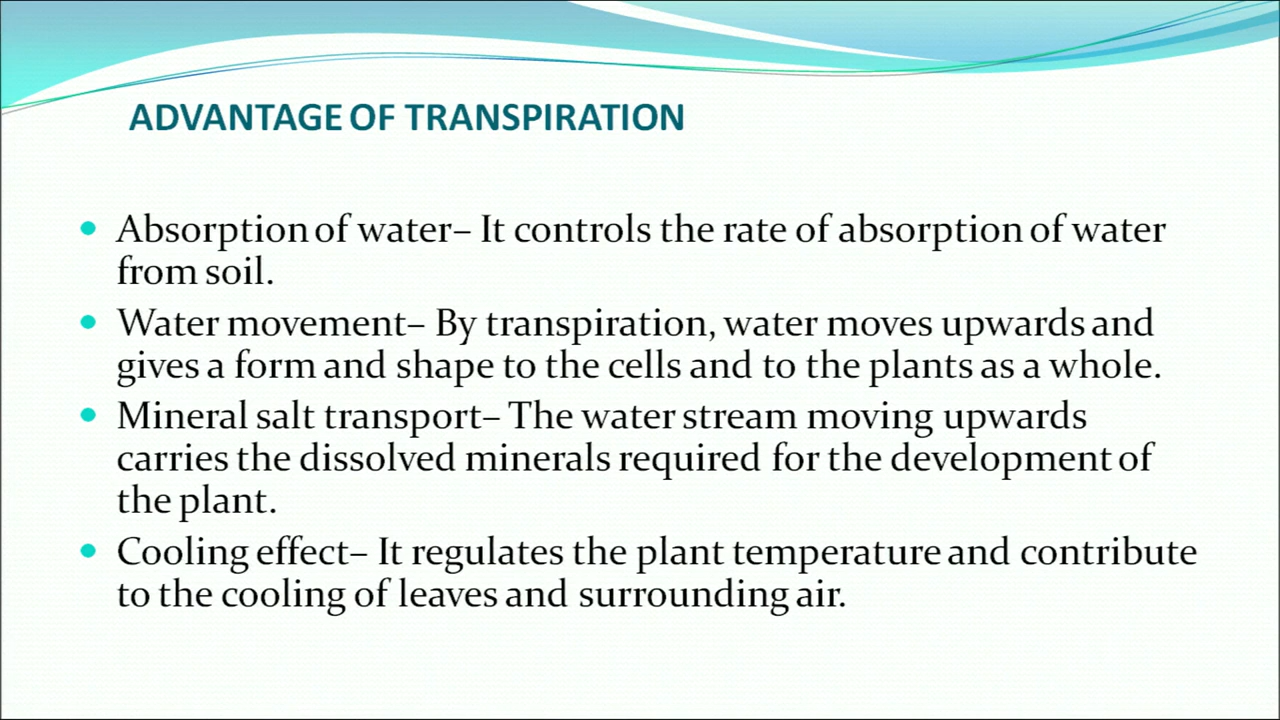 ADVANTAGE OF TRANSPIRATION
• Absorption of water– It controls the rate of absorption of water
from soil.
• Water movement– By transpiration, water moves upwards and
gives a form and shape to the cells and to the plants as a whole.
• Mineral salt transport– The water stream moving upwards
carries the dissolved minerals required for the development of
the plant.
• Cooling effect– It regulates the plant temperature and contribute
to the cooling of leaves and surrounding air.